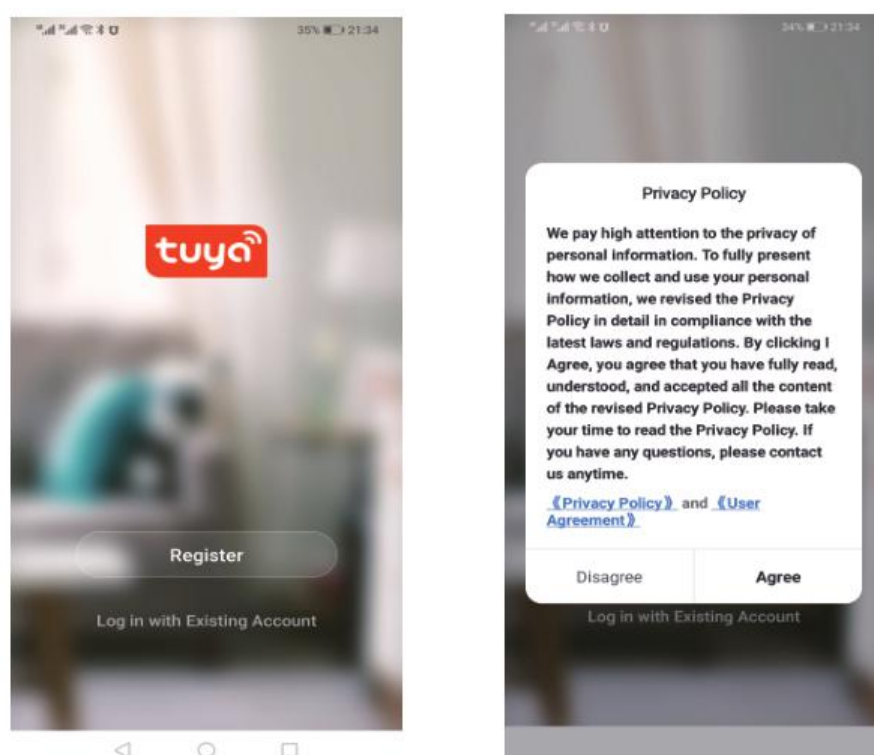 35% 21:34
tuya
Register
Log in with Existing Account
34% 21:34
Privacy Policy
We pay high attention to the privacy of
personal information. To fully present
how we collect and use your personal
information, we revised the Privacy
Policy in detail in compliance with the
latest laws and regulations. By clicking I
Agree, you agree that you have fully read,
understood, and accepted all the content
of the revised Privacy Policy. Please take
your time to read the Privacy Policy. If
you have any questions, please contact
us anytime.
《Privacy Policy》 and 《User
Agreement》
Disagree Agree
Log in with Existing Account